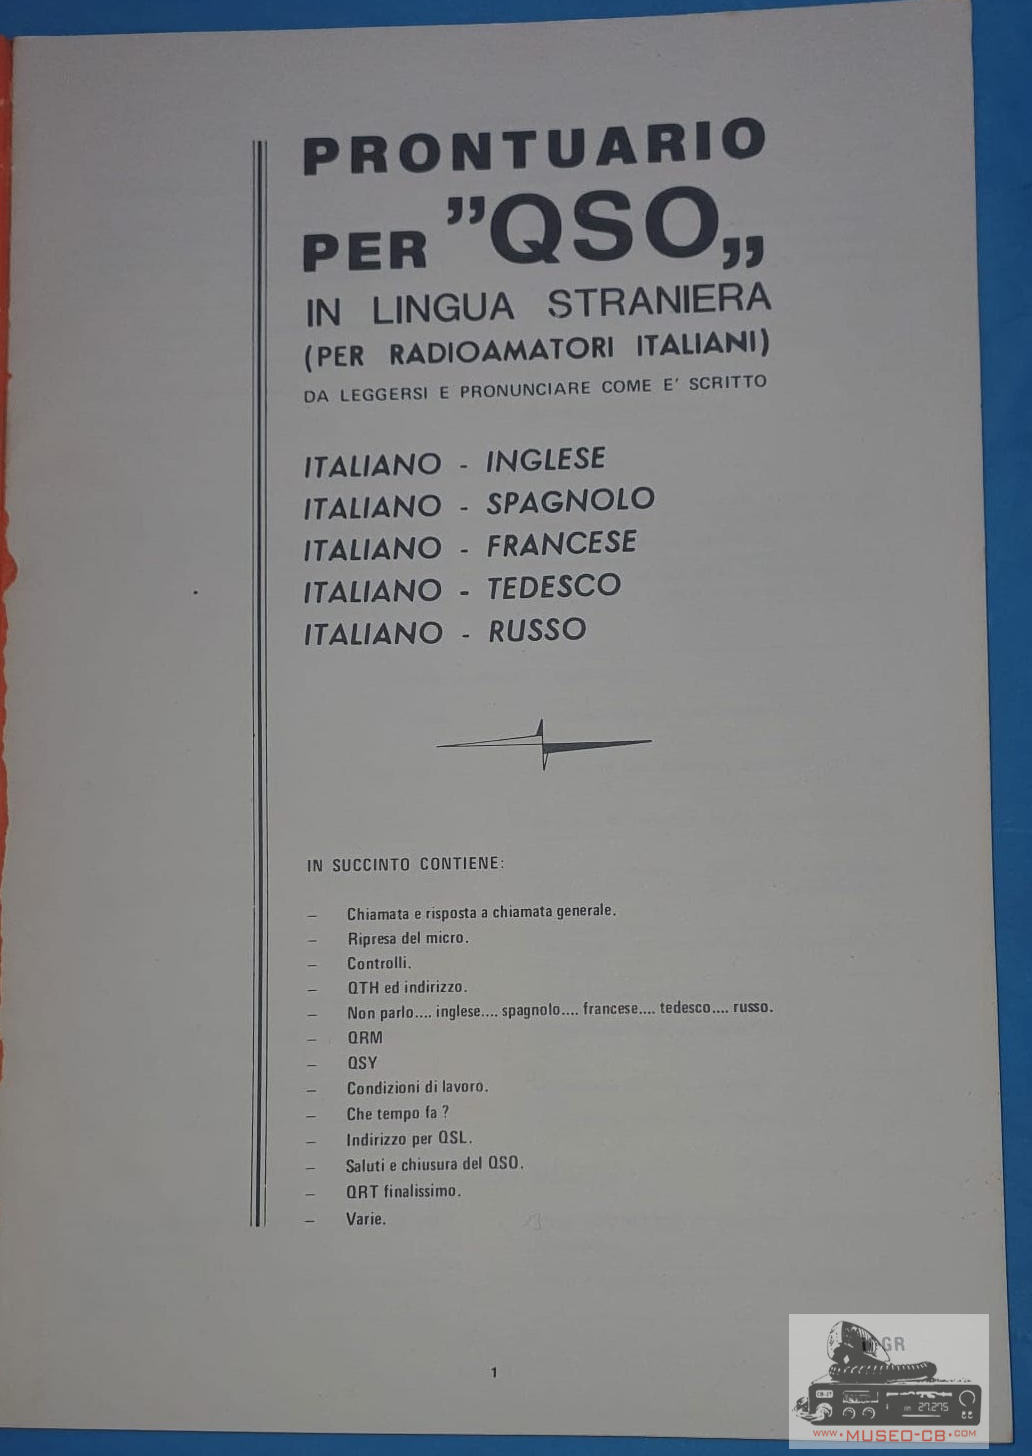 PRONTUARIO
PER "QSO„
IN LINGUA STRANIERA
(PER RADIOAMATORI ITALIANI)
DA LEGGERSI E PRONUNCIARE COME E' SCRITTO
ITALIANO - INGLESE
ITALIANO - SPAGNOLO
ITALIANO - FRANCESE
ITALIANO - TEDESCO
ITALIANO - RUSSO
IN SUCCINTO CONTIENE:
– Chiamata e risposta a chiamata generale.
– Ripresa del micro.
– Controlli.
– QTH ed indirizzo.
– Non parlo.... inglese.... spagnolo.... francese.... tedesco.... russo.
– QRM
– QSY
– Condizioni di lavoro.
– Che tempo fa ?
– Indirizzo per QSL.
– Saluti e chiusura del QSO.
– QRT finalissimo.
– Varie.
1
27.275
WWW.MUSEO-CB.COM